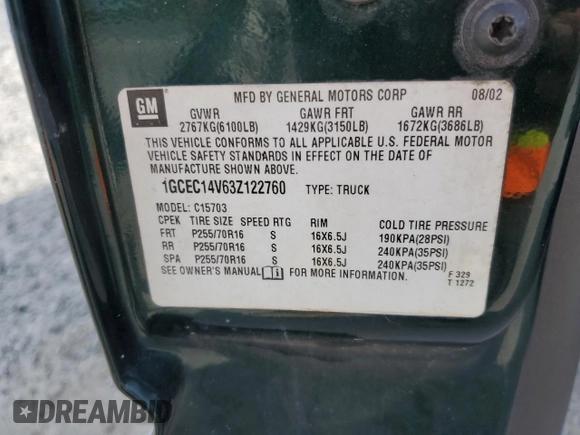 GM
MFD BY GENERAL MOTORS CORP 08/02
GVWR GAWR FRT GAWR RR
2767KG(6100LB) 1429KG(3150LB) 1672KG(3686LB)
THIS VEHICLE CONFORMS TO ALL APPLICABLE U.S. FEDERAL MOTOR
VEHICLE SAFETY STANDARDS IN EFFECT ON THE DATE OF
MANUFACTURE SHOWN ABOVE.
1GCEC14V63Z122760 TYPE: TRUCK
MODEL: C15703
CPEK TIRE SIZE SPEED RTG RIM COLD TIRE PRESSURE
FRT P255/70R16 S 16X6.5J 190KPA(28PSI)
RR P255/70R16 S 16X6.5J 240KPA(35PSI)
SPA P255/70R16 S 16X6.5J 240KPA(35PSI)
SEE OWNER'S MANUAL FOR MORE INFORMATION.
F 329
T 1272
DREAMBID